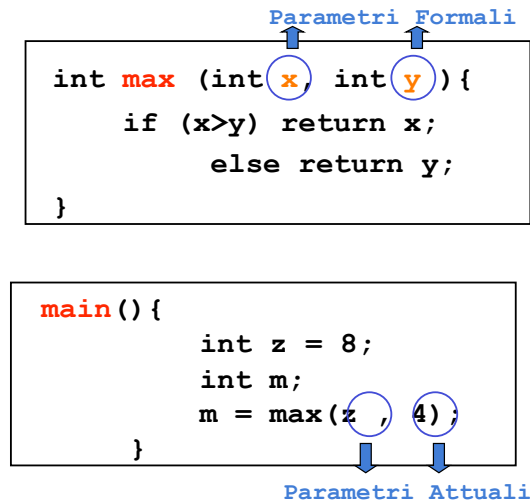 Parametri Formali
int max (int x, int y){
if (x>y) return x;
else return y;
}
main(){
int z = 8;
int m;
m = max(z , 4);
}
Parametri Attuali